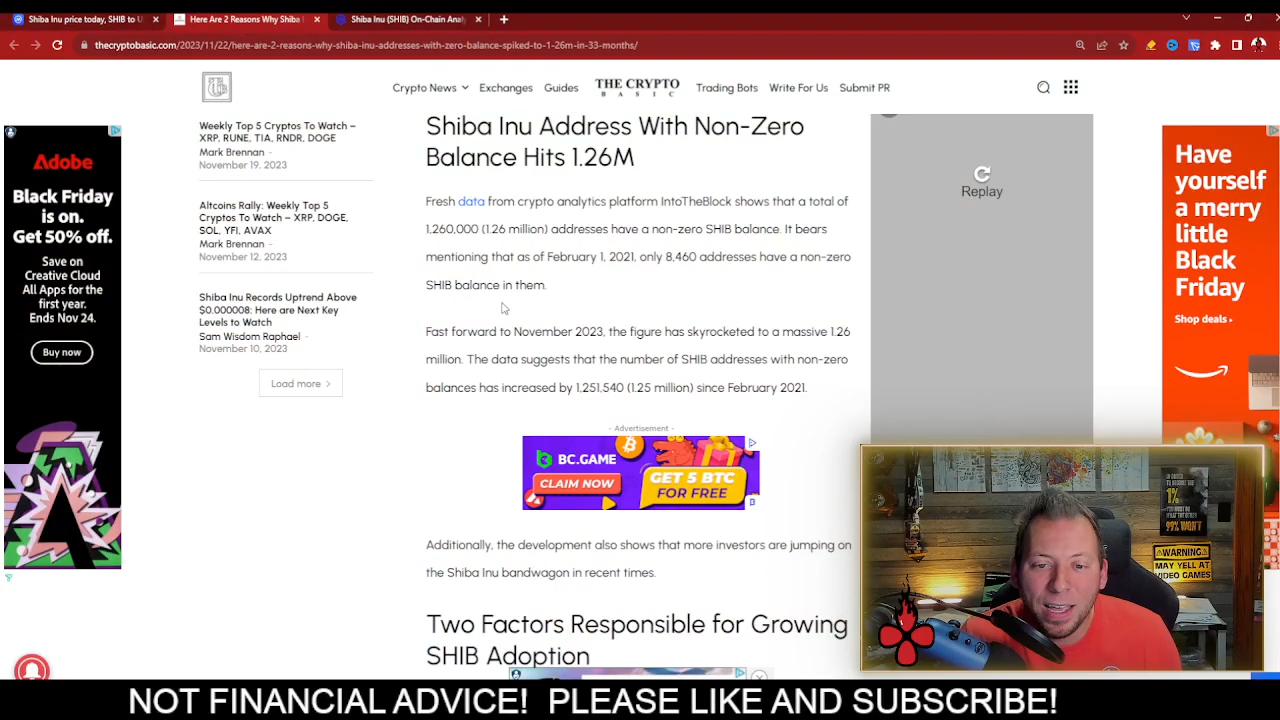 Shiba Inu price today, SHIB to U
Here Are 2 Reasons Why Shiba
Shiba Inu (SHIB) On-Chain Anal
thecryptobasic.com/2023/11/22/here-are-2-reasons-why-shiba-inu-addresses-with-zero-balance-spiked-to-1-26m-in-33-months/
Crypto News
Exchanges
Guides
THE CRYPTO
BASIC
Trading Bots
Write For Us
Submit PR
Weekly Top 5 Cryptos To Watch –
XRP, RUNE, TIA, RNDR, DOGE
Mark Brennan -
November 19, 2023
Altcoins Rally: Weekly Top 5
Cryptos To Watch – XRP, DOGE,
SOL, YFI, AVAX
Mark Brennan -
November 12, 2023
Shiba Inu Records Uptrend Above
$0.000008: Here are Next Key
Levels to Watch
Sam Wisdom Raphael -
November 10, 2023
Load more
Adobe
Black Friday
is on.
Get 50% off.
Save on
Creative Cloud
All Apps for the
first year.
Ends Nov 24.
Buy now
Shiba Inu Address With Non-Zero
Balance Hits 1.26M
Fresh data from crypto analytics platform IntoTheBlock shows that a total of
1,260,000 (1.26 million) addresses have a non-zero SHIB balance. It bears
mentioning that as of February 1, 2021, only 8,460 addresses have a non-zero
SHIB balance in them.
Fast forward to November 2023, the figure has skyrocketed to a massive 1.26
million. The data suggests that the number of SHIB addresses with non-zero
balances has increased by 1,251,540 (1.25 million) since February 2021.
- Advertisement -
BC.GAME
CLAIM NOW
GET 5 BTC
FOR FREE
Additionally, the development also shows that more investors are jumping on
the Shiba Inu bandwagon in recent times.
Two Factors Responsible for Growing
SHIB Adoption
Replay
Have
yourself
a merry
little
Black
Friday
Shop deals
1%
99% WON'T
WARNING
MAY YELL AT
VIDEO GAMES
NOT FINANCIAL ADVICE! PLEASE LIKE AND SUBSCRIBE!